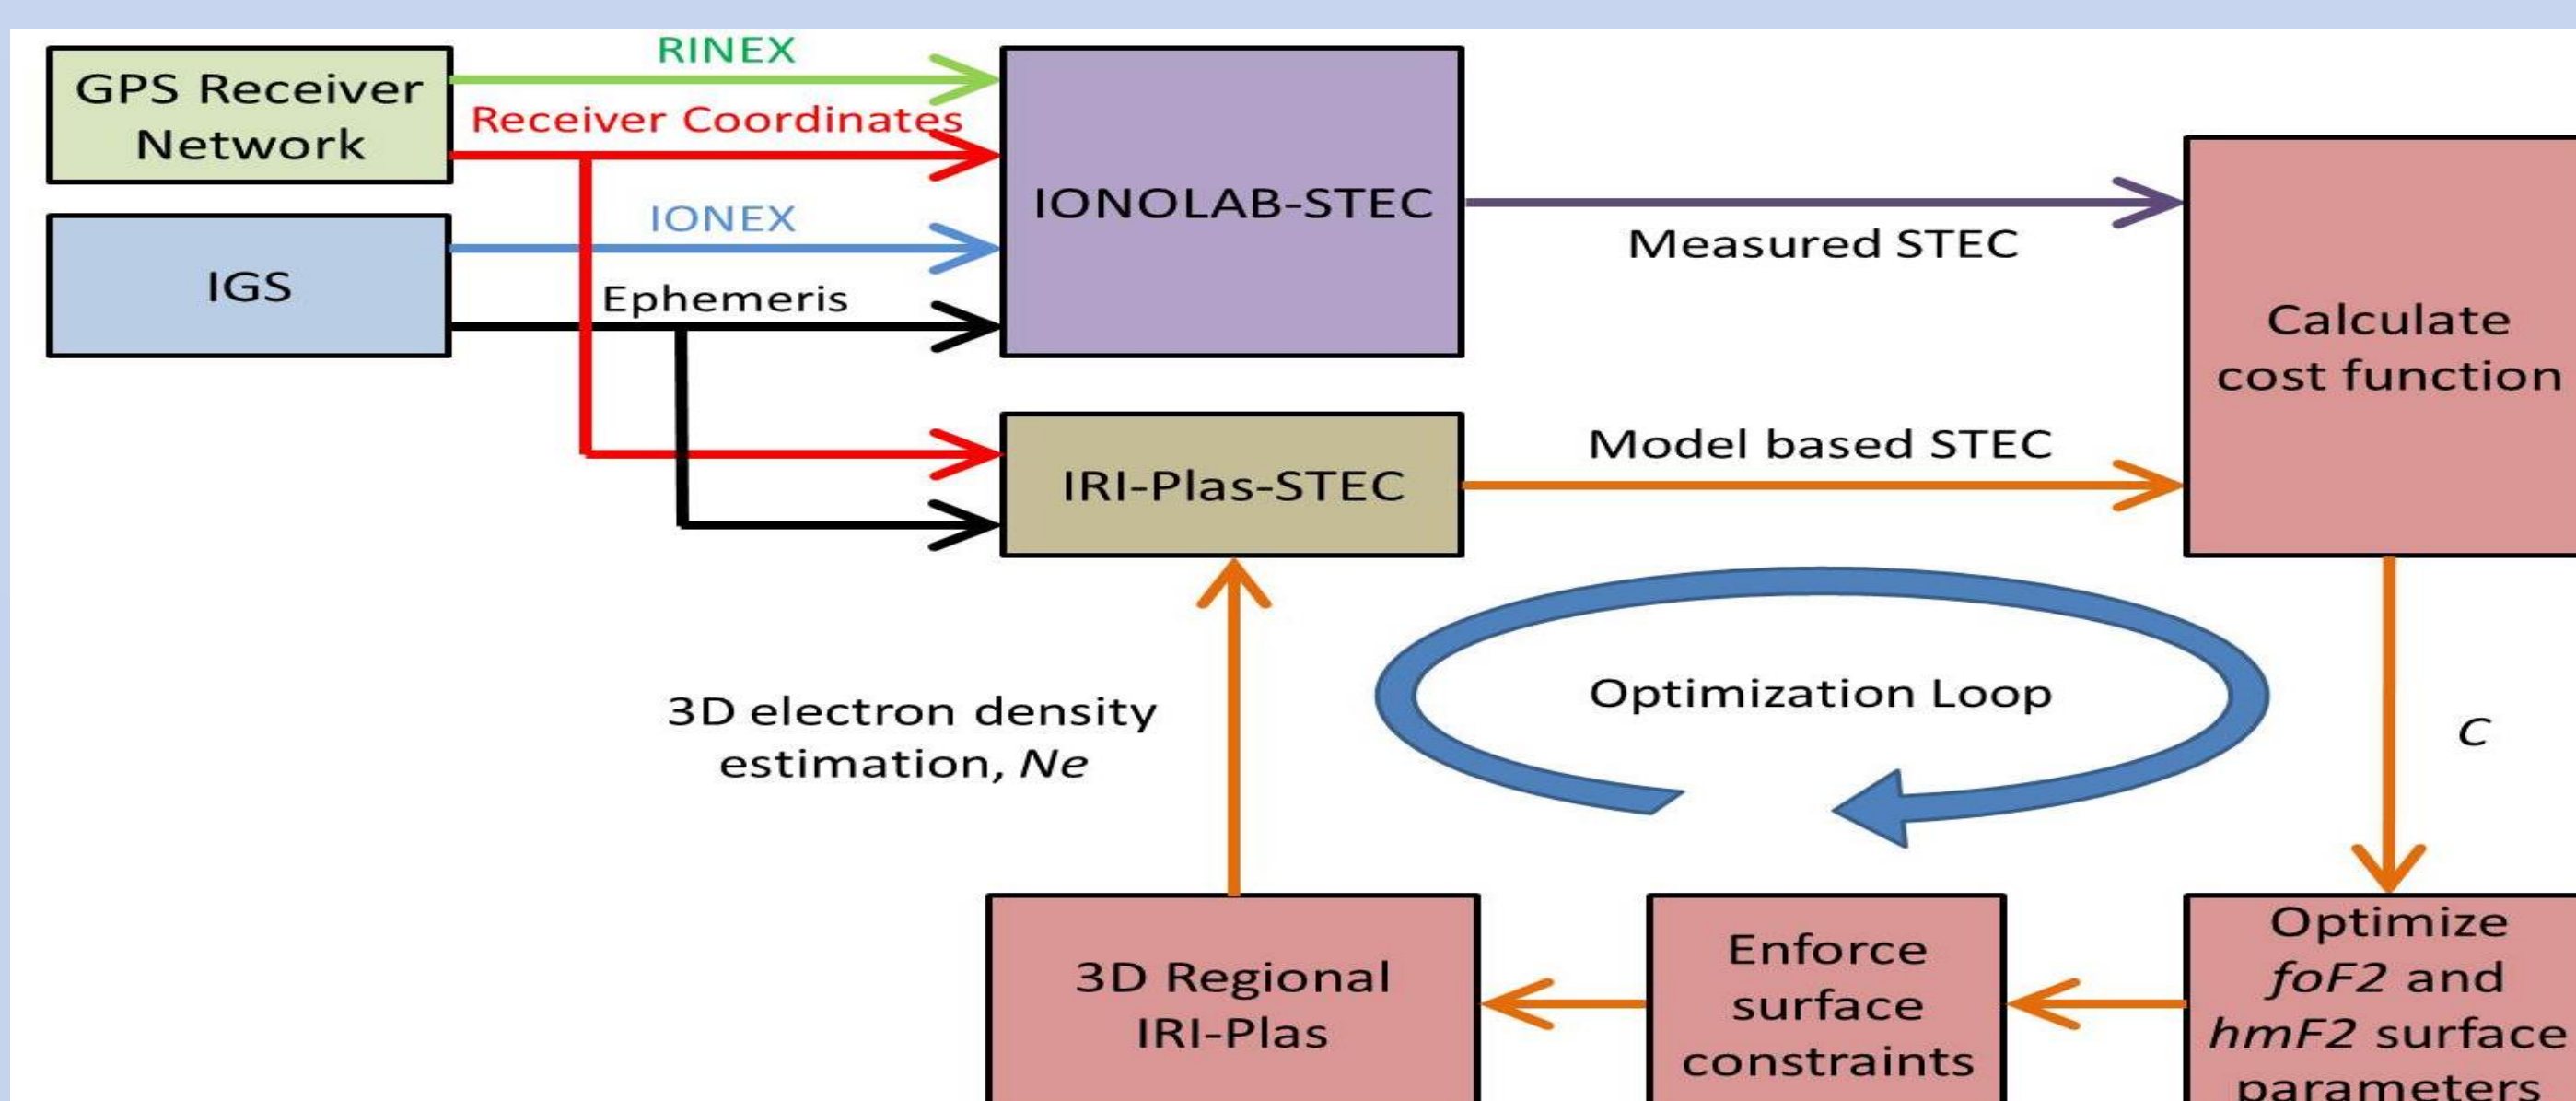 RINEX
GPS Receiver
Network
Receiver Coordinates
IONEX
IGS
Ephemeris
IONOLAB-STEC
Measured STEC
Calculate
cost function
IRI-Plas-STEC
Model based STEC
3D electron density
estimation, Ne
Optimization Loop
C
3D Regional
IRI-Plas
Enforce
surface
constraints
Optimize
foF2 and
hmF2 surface
parameters